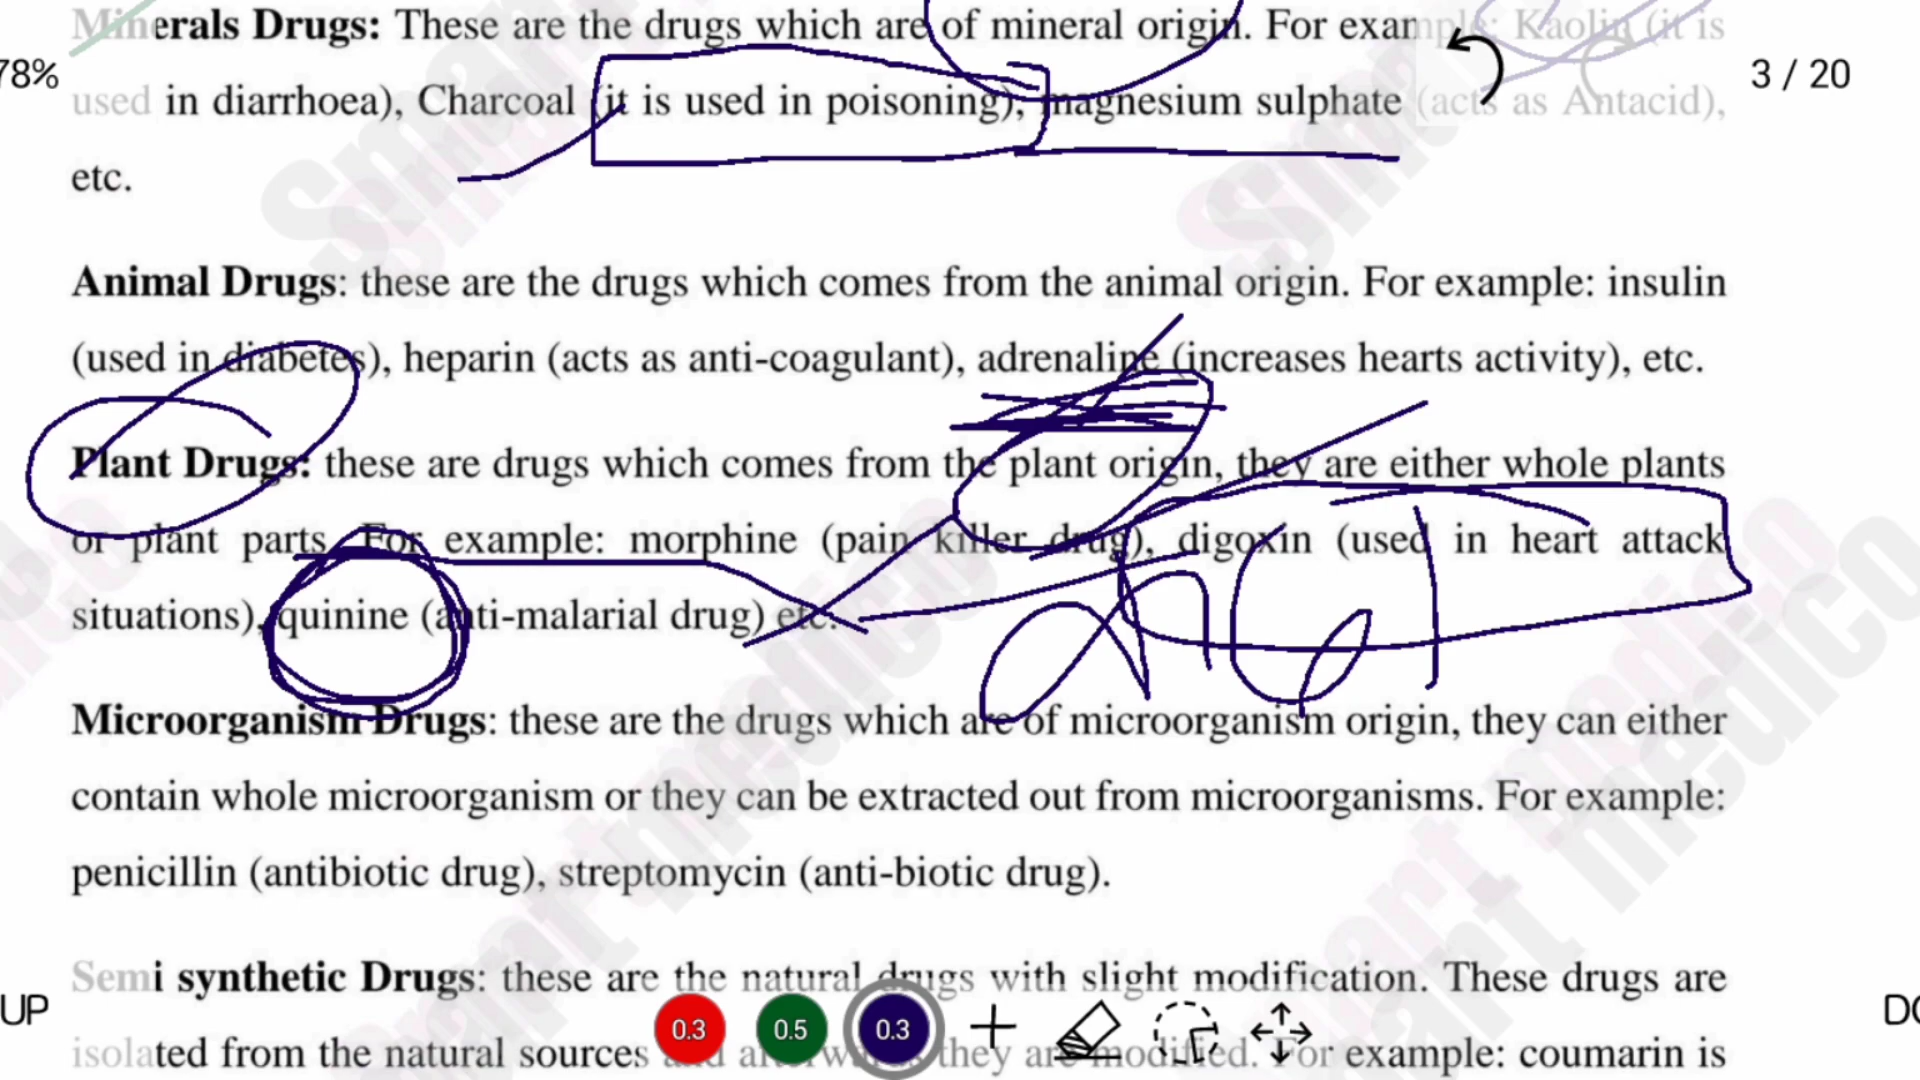 Minerals Drugs: These are the drugs which are of mineral origin. For example: Kaolin (it is
78%
3 / 20
used in diarrhoea), Charcoal (it is used in poisoning), magnesium sulphate (acts as Antacid),
etc.
Animal Drugs: these are the drugs which comes from the animal origin. For example: insulin
(used in diabetes), heparin (acts as anti-coagulant), adrenaline (increases hearts activity), etc.
Plant Drugs: these are drugs which comes from the plant origin, they are either whole plants
or plant parts. For example: morphine (pain killer drug), digoxin (used in heart attack
situations), quinine (anti-malarial drug) etc.
Microorganism Drugs: these are the drugs which are of microorganism origin, they can either
contain whole microorganism or they can be extracted out from microorganisms. For example:
penicillin (antibiotic drug), streptomycin (anti-biotic drug).
Semi synthetic Drugs: these are the natural drugs with slight modification. These drugs are
UP
0.3 0.5 0.3
isolated from the natural sources and they are modified. For example: coumarin is